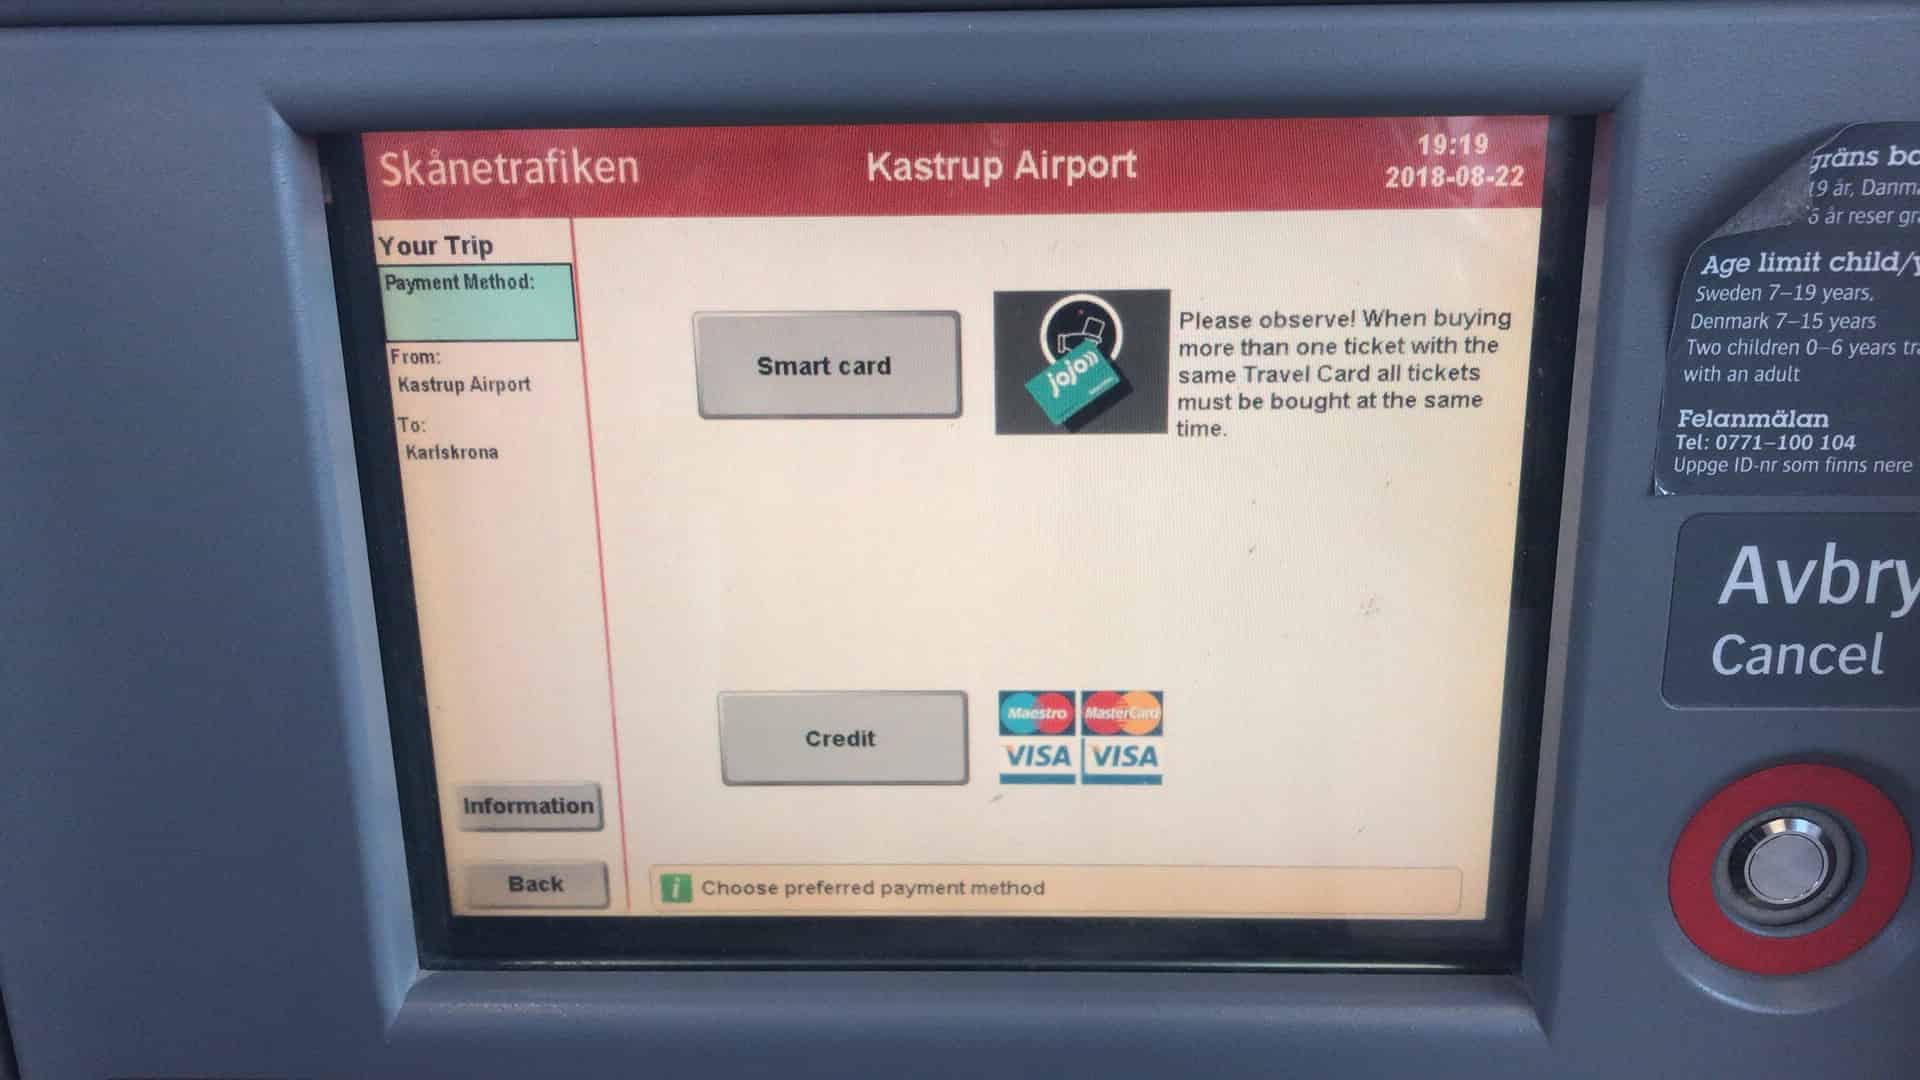 Skånetrafiken
Kastrup Airport
19:19
2018-08-22
Your Trip
Payment Method:
From:
Kastrup Airport
To:
Karlskrona
Smart card
jojo
Please observe! When buying
more than one ticket with the
same Travel Card all tickets
must be bought at the same
time.
Credit
Maestro
MasterCard
VISA
VISA
Information
Back
i
Choose preferred payment method
gräns
19 år,
år reser
Age limit child/
Sweden 7–19 years,
Denmark 7–15 years
Two children 0–6 years
with an adult
Felanmälan
Tel: 0771–100 104
Uppge ID-nr som finns nere
Avbry
Cancel